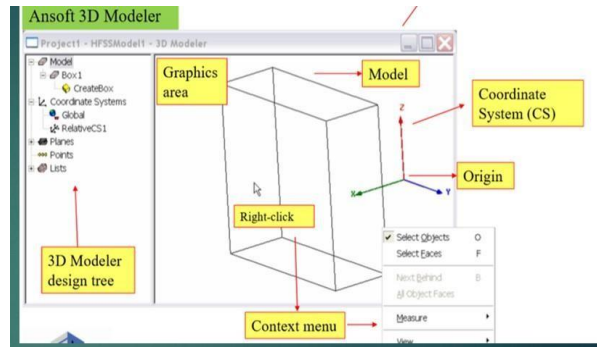 Ansoft 3D Modeler
Project1 - HFSSModel1 - 3D Modeler
Model
Box1
CreateBox
Coordinate Systems
Global
RelativeCS1
Planes
Points
Lists
3D Modeler
design tree
Graphics
area
Model
Z
Coordinate
System (CS)
X
Y
Origin
Right-click
Select Objects O
Select Faces F
Next Behind B
All Object Faces
Measure
View
Context menu